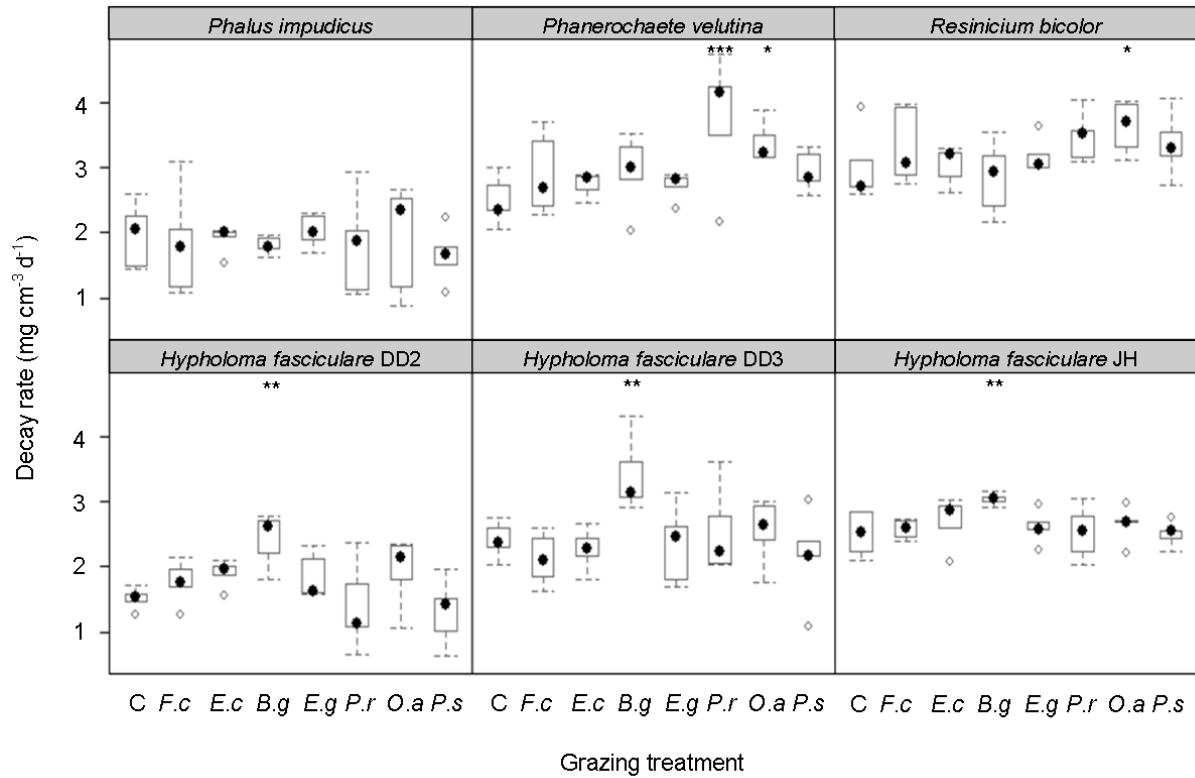 Phalus impudicus
Phanerochaete velutina
Resinicium bicolor
*** *
*
4
3
2
1
Decay rate (mg cm-3 d-1)
Hypholoma fasciculare DD2
Hypholoma fasciculare DD3
Hypholoma fasciculare JH
**
**
**
4
3
2
1
C F.c E.c B.g E.g P.r O.a P.s
C F.c E.c B.g E.g P.r O.a P.s
C F.c E.c B.g E.g P.r O.a P.s
Grazing treatment